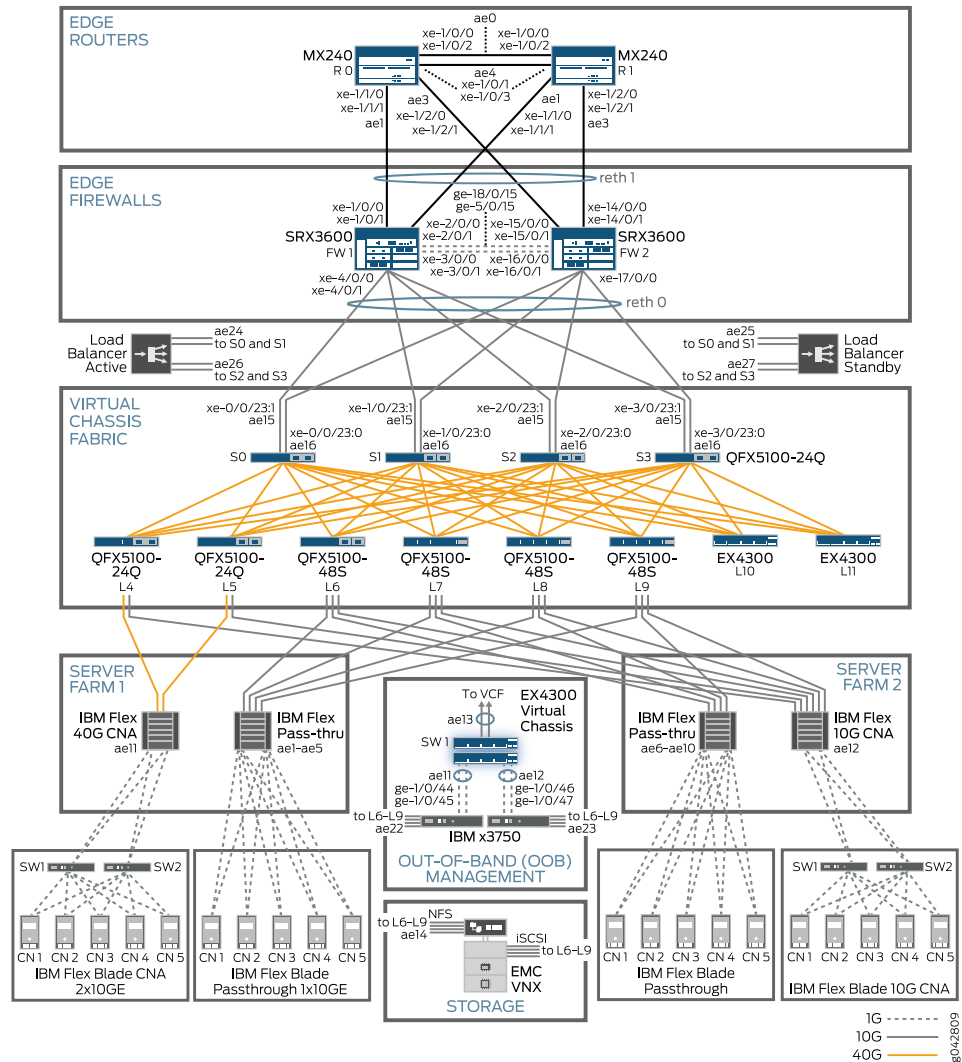 EDGE
ROUTERS
ae0
xe-1/0/0
xe-1/0/2
xe-1/0/0
xe-1/0/2
MX240
R 0
MX240
R 1
ae4
xe-1/0/1
xe-1/0/3
xe-1/1/0
xe-1/1/1
ae1
ae3
xe-1/2/0
xe-1/2/1
ae1
xe-1/1/0
xe-1/1/1
xe-1/2/0
xe-1/2/1
ae3
EDGE
FIREWALLS
reth 1
ge-18/0/15
ge-5/0/15
xe-1/0/0
xe-1/0/1
xe-14/0/0
xe-14/0/1
SRX3600
FW 1
xe-2/0/0
xe-2/0/1
xe-15/0/0
xe-15/0/1
SRX3600
FW 2
xe-3/0/0
xe-3/0/1
xe-16/0/0
xe-16/0/1
xe-4/0/0
xe-4/0/1
xe-17/0/0
reth 0
Load
Balancer
Active
ae24
to S0 and S1
ae26
to S2 and S3
ae25
to S0 and S1
ae27
to S2 and S3
Load
Balancer
Standby
VIRTUAL
CHASSIS
FABRIC
xe-0/0/23:1
ae15
xe-1/0/23:1
ae15
xe-2/0/23:1
ae15
xe-3/0/23:1
ae15
xe-0/0/23:0
ae16
xe-1/0/23:0
ae16
xe-2/0/23:0
ae16
xe-3/0/23:0
ae16
S0
S1
S2
S3
QFX5100-24Q
QFX5100-
24Q
L4
QFX5100-
24Q
L5
QFX5100-
48S
L6
QFX5100-
48S
L7
QFX5100-
48S
L8
QFX5100-
48S
L9
EX4300
L10
EX4300
L11
SERVER
FARM 1
IBM Flex
40G CNA
ae11
IBM Flex
Pass-thru
ae1-ae5
To VCF
EX4300
Virtual
Chassis
ae13
SW 1
ae11
ae12
ge-1/0/44
ge-1/0/45
ge-1/0/46
ge-1/0/47
to L6-L9
ae22
to L6-L9
ae23
IBM x3750
OUT-OF-BAND (OOB)
MANAGEMENT
SERVER
FARM 2
IBM Flex
Pass-thru
ae6-ae10
IBM Flex
10G CNA
ae12
SW1
SW2
CN 1
CN 2
CN 3
CN 4
CN 5
IBM Flex Blade CNA
2x10GE
CN 1
CN 2
CN 3
CN 4
CN 5
IBM Flex Blade
Passthrough 1x10GE
NFS
to L6-L9
ae14
iSCSI
to L6-L9
EMC
VNX
STORAGE
CN 1
CN 2
CN 3
CN 4
CN 5
IBM Flex Blade
Passthrough
SW1
SW2
CN 1
CN 2
CN 3
CN 4
CN 5
IBM Flex Blade 10G CNA
1G
10G
40G
g042809